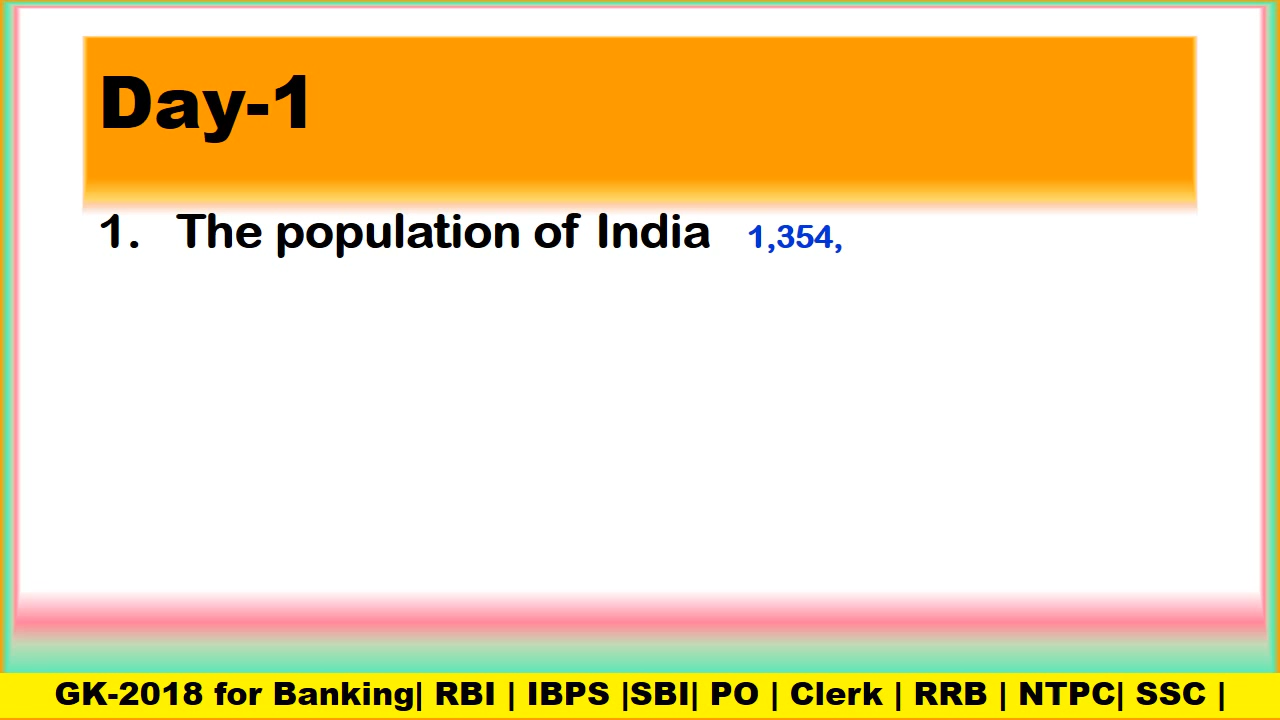 Day-1
1. The population of India 1,354,
GK-2018 for Banking| RBI | IBPS |SBI| PO | Clerk | RRB | NTPC| SSC |